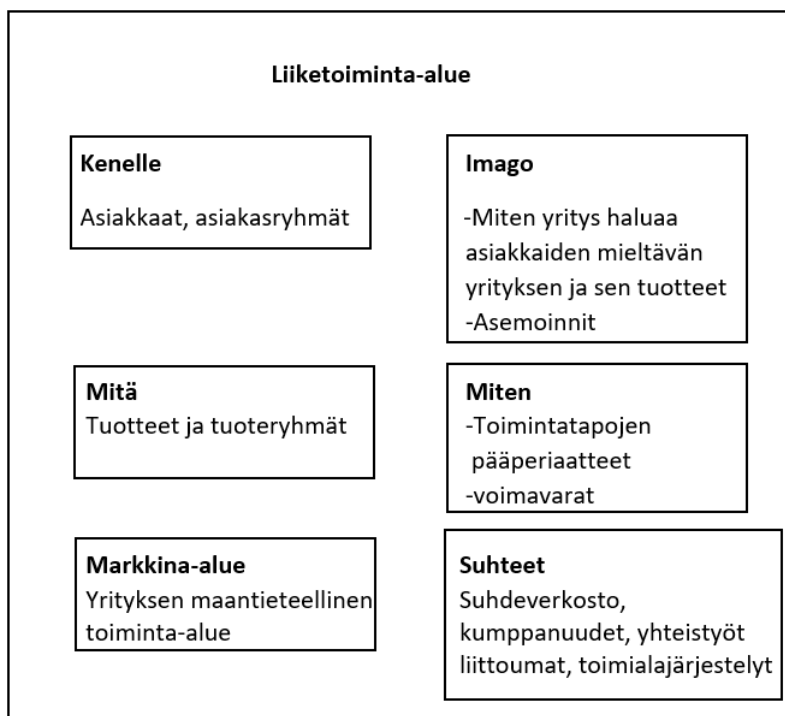 Liiketoiminta-alue
Kenelle
Asiakkaat, asiakasryhmät
Imago
-Miten yritys haluaa
asiakkaiden mieltävän
yrityksen ja sen tuotteet
-Asemoinnit
Mitä
Tuotteet ja tuoteryhmät
Miten
-Toimintatapojen
pääperiaatteet
-voimavarat
Markkina-alue
Yrityksen maantieteellinen
toiminta-alue
Suhteet
Suhdeverkosto,
kumppanuudet, yhteistyöt
liittoumat, toimialajärjestelyt